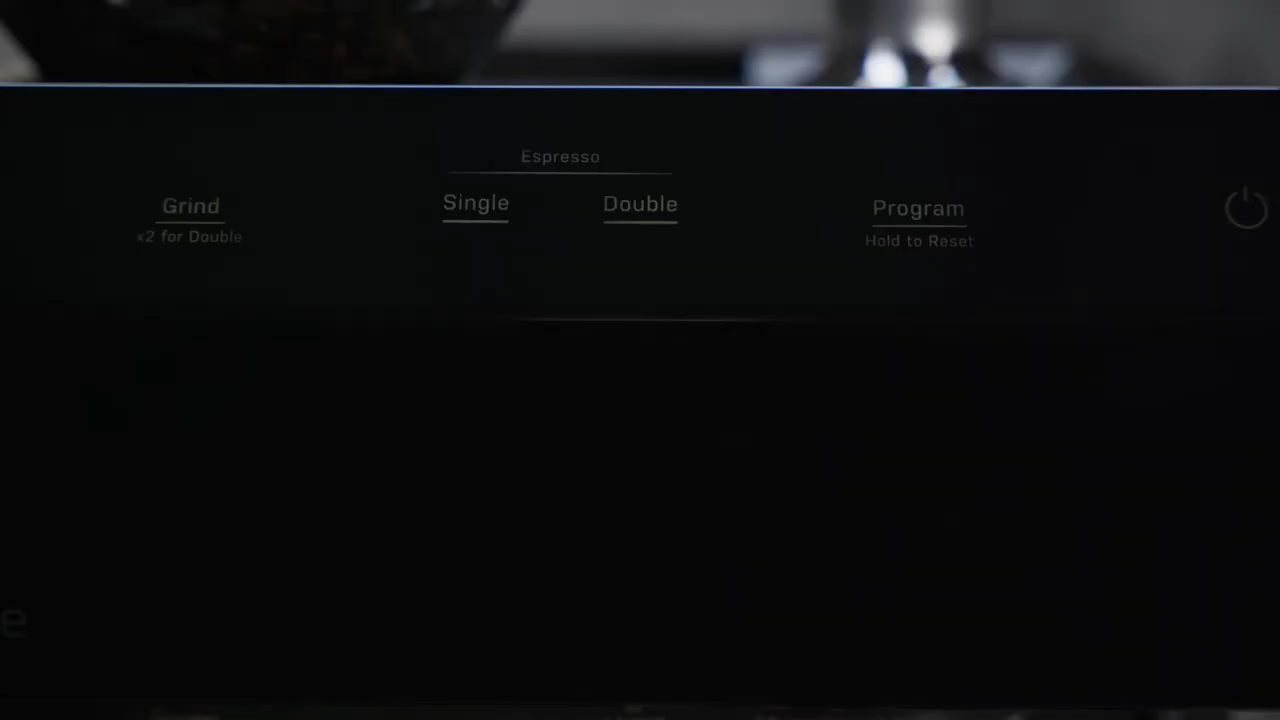 Espresso
Grind
Single
Double
Program
x2 for Double
Hold to Reset
e